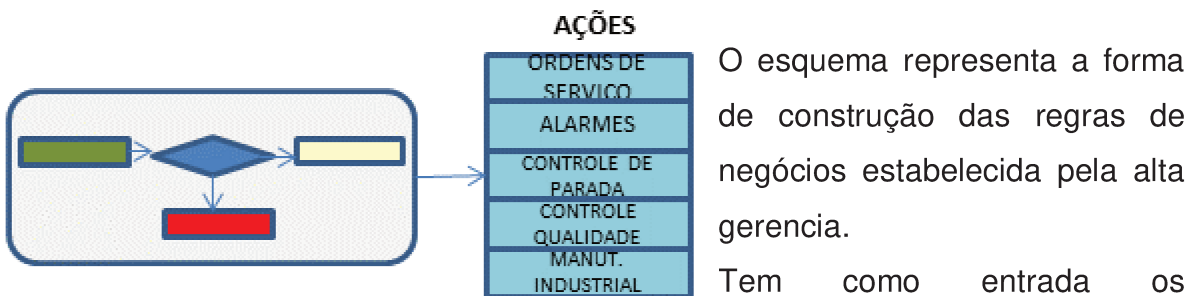 AÇÕES
ORDENS DE
SERVIÇO
ALARMES
CONTROLE DE
PARADA
CONTROLE
QUALIDADE
MANUT.
INDUSTRIAL
O esquema representa a forma
de construção das regras de
negócios estabelecida pela alta
gerencia.
Tem como entrada os